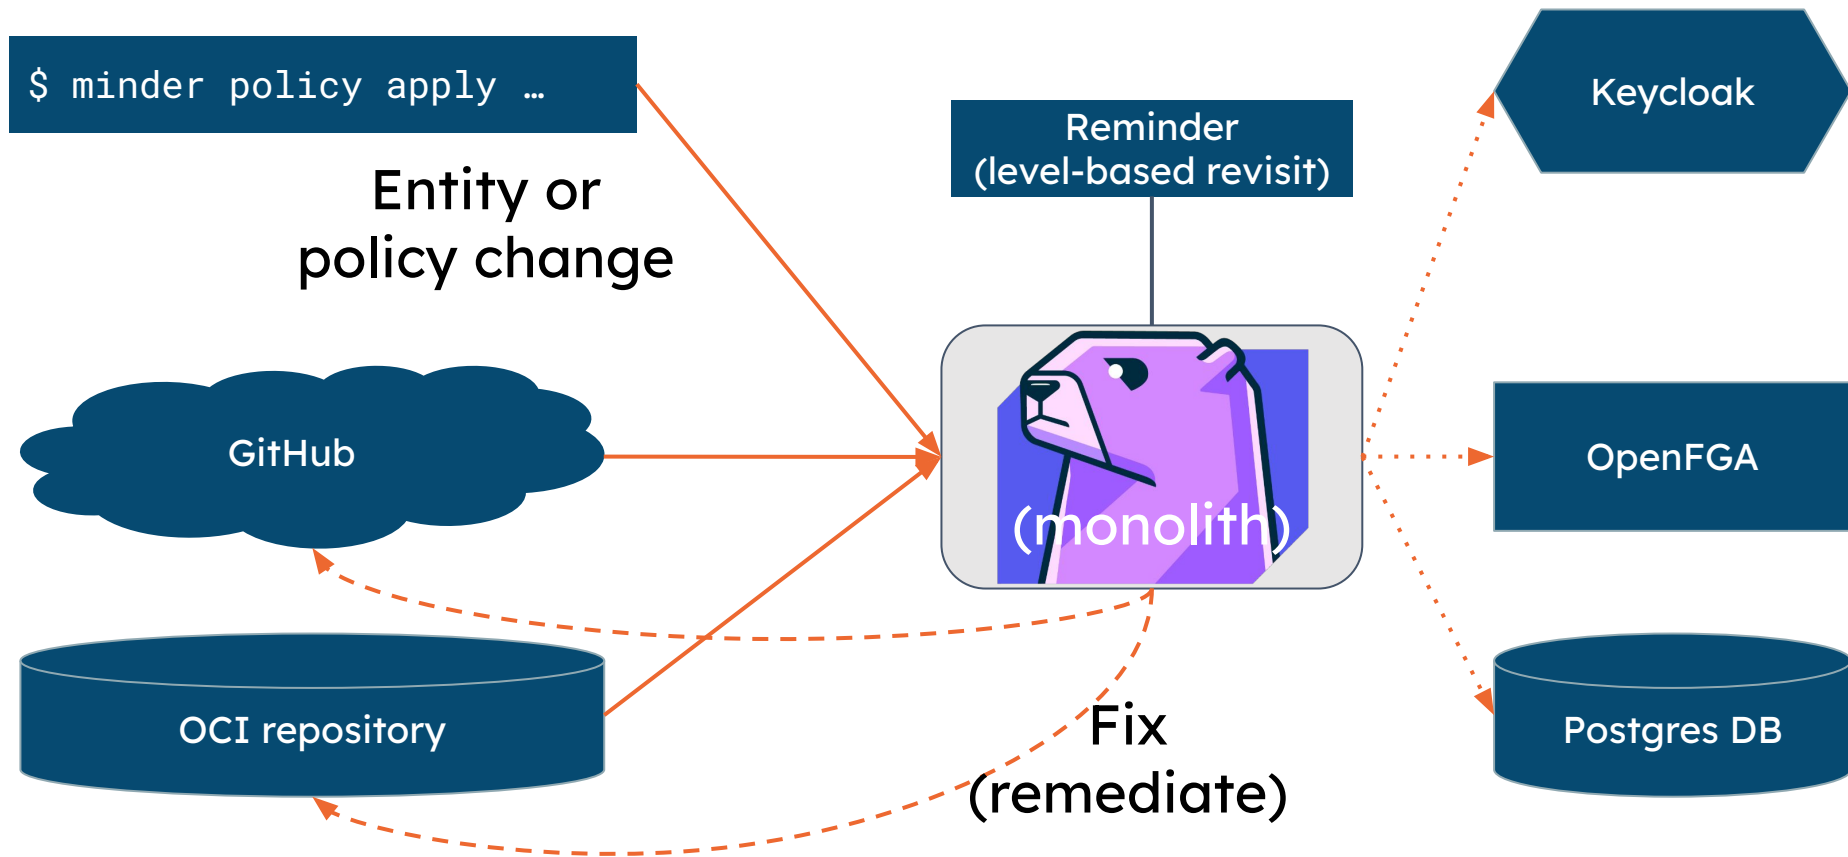 $ minder policy apply …
Entity or
policy change
Reminder
(level-based revisit)
Keycloak
GitHub
(monolith)
OpenFGA
OCI repository
Fix
(remediate)
Postgres DB